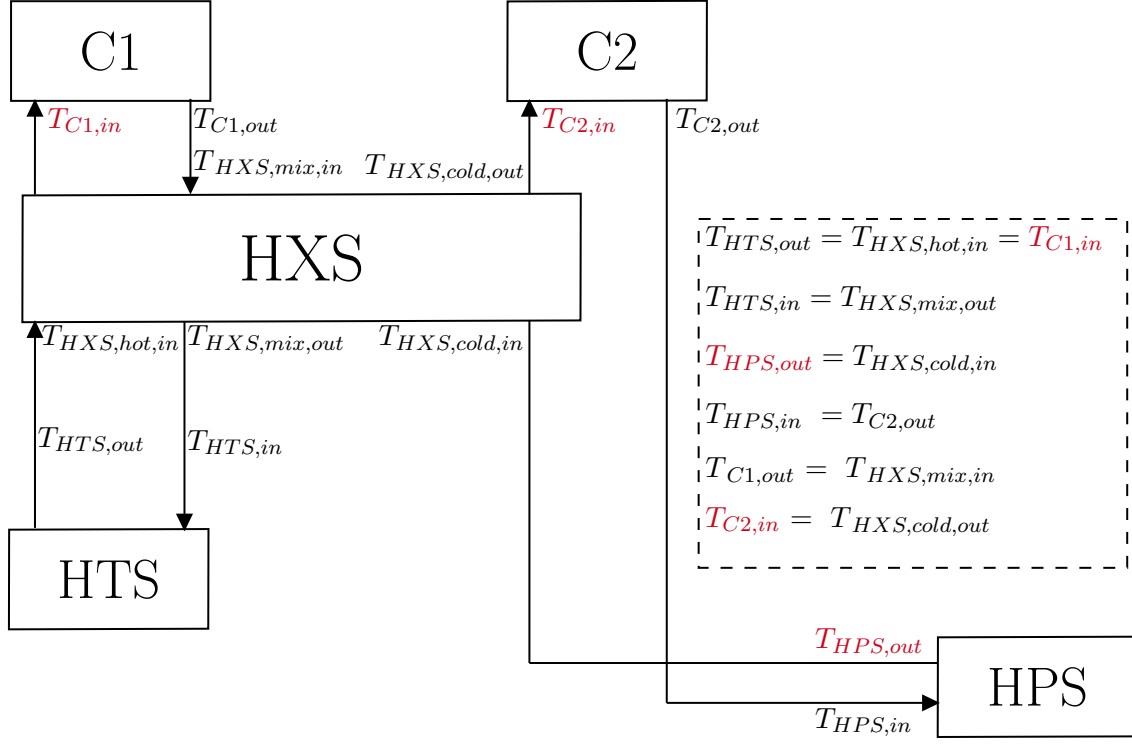 C1
C2
T_{C1,in}
T_{C1,out}
T_{C2,in}
T_{C2,out}
T_{HXS,mix,in}
T_{HXS,cold,out}
HXS
T_{HXS,hot,in}
T_{HXS,mix,out}
T_{HXS,cold,in}
T_{HTS,out}
T_{HTS,in}
HTS
T_{HTS,out} = T_{HXS,hot,in} = T_{C1,in}
T_{HTS,in} = T_{HXS,mix,out}
T_{HPS,out} = T_{HXS,cold,in}
T_{HPS,in} = T_{C2,out}
T_{C1,out} = T_{HXS,mix,in}
T_{C2,in} = T_{HXS,cold,out}
T_{HPS,out}
HPS
T_{HPS,in}